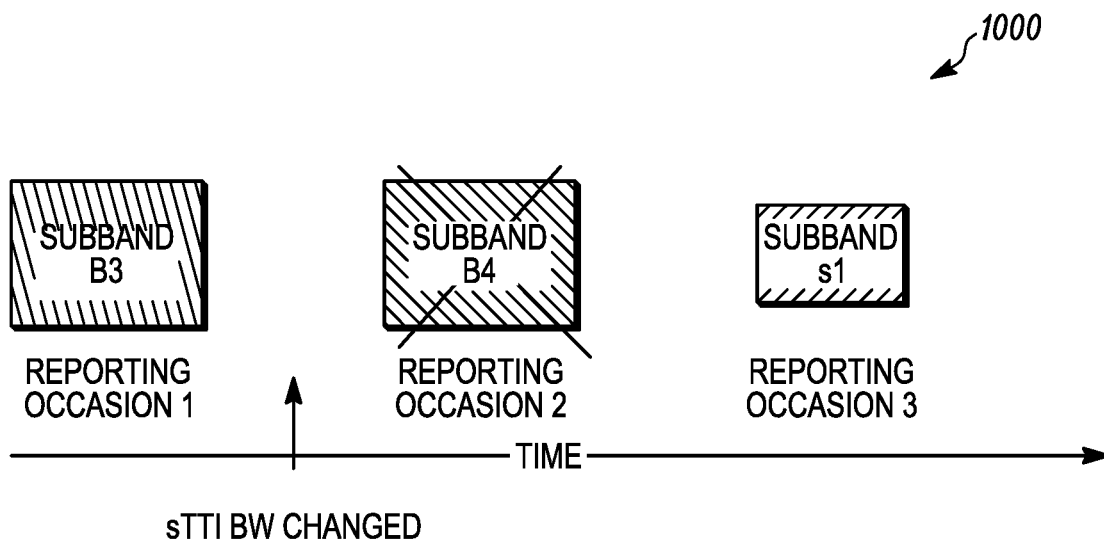 1000
SUBBAND
B3
SUBBAND
B4
SUBBAND
s1
REPORTING
OCCASION 1
REPORTING
OCCASION 2
REPORTING
OCCASION 3
TIME
sTTI BW CHANGED